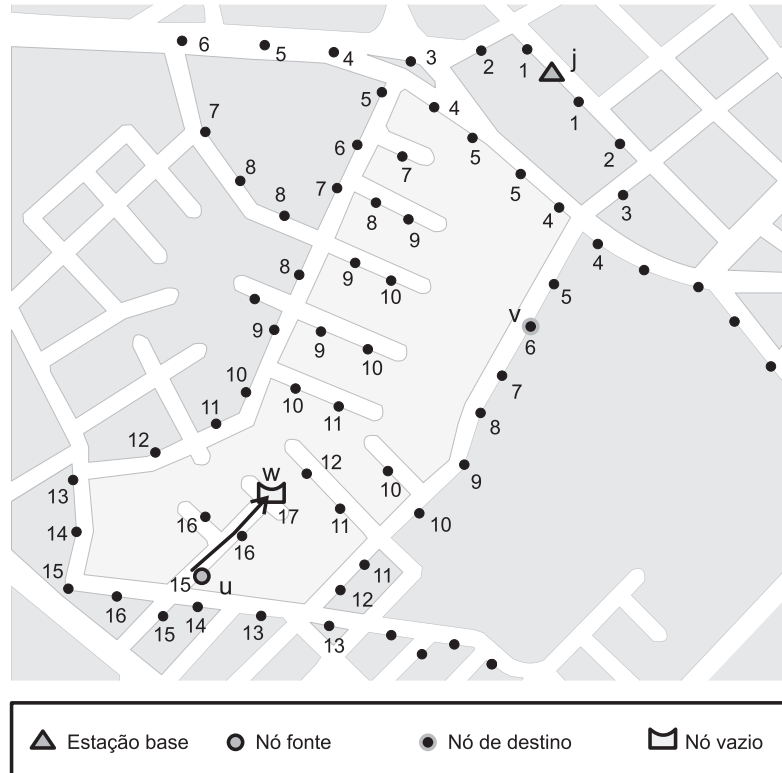 6 5 4 3 2 1 j
5 4 1
7 6 5 2
7
8 7 5 3
8 8 4
9 4
8 9 5
10 v
9 9 6
10 7
10 10 8
11 11
12 12 9
w 10
13 17 11 10
16
14 16
15 15 u 11
16 14 12
15 13 13
Estação base Nó fonte Nó de destino Nó vazio